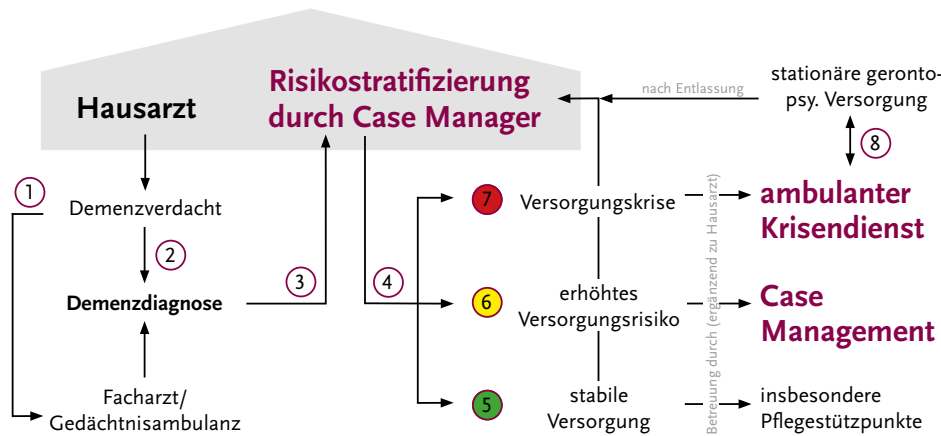 Hausarzt
Risikostratifizierung
durch Case Manager
nach Entlassung
stationäre geronto-
psy. Versorgung
8
1
Demenzverdacht
2
Demenzdiagnose
3
4
Facharzt/
Gedächtnisambulanz
7
Versorgungskrise
ambulanter
Krisendienst
6
erhöhtes
Versorgungsrisiko
Case
Management
5
stabile
Versorgung
insbesondere
Pflegestützpunkte
Betreuung durch (ergänzend zu Hausarzt)